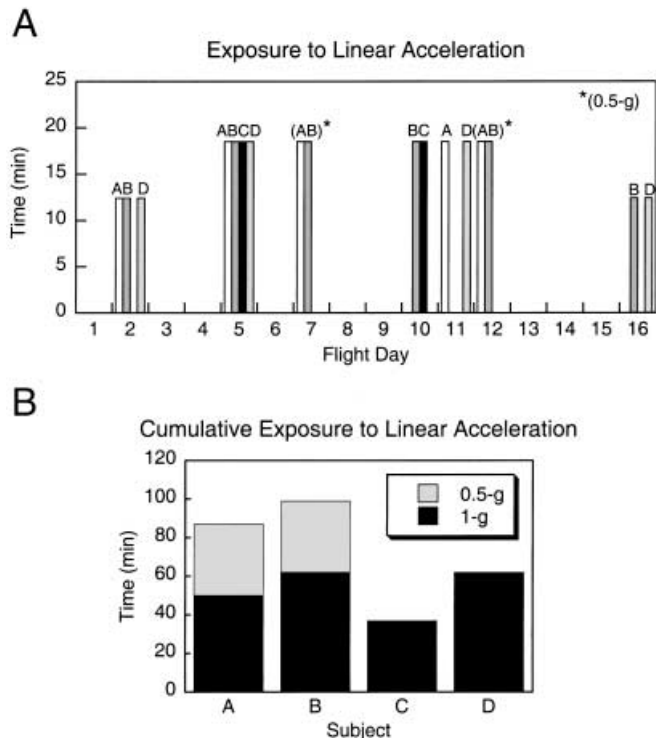 A
Exposure to Linear Acceleration
25
20
15
10
5
0
Time (min)
*(0.5-g)
AB D
ABCD
(AB)*
BC
A
D(AB)*
B D
1 2 3 4 5 6 7 8 9 10 11 12 13 14 15 16
Flight Day
B
Cumulative Exposure to Linear Acceleration
120
100
80
60
40
20
0
Time (min)
0.5-g
1-g
A B C D
Subject